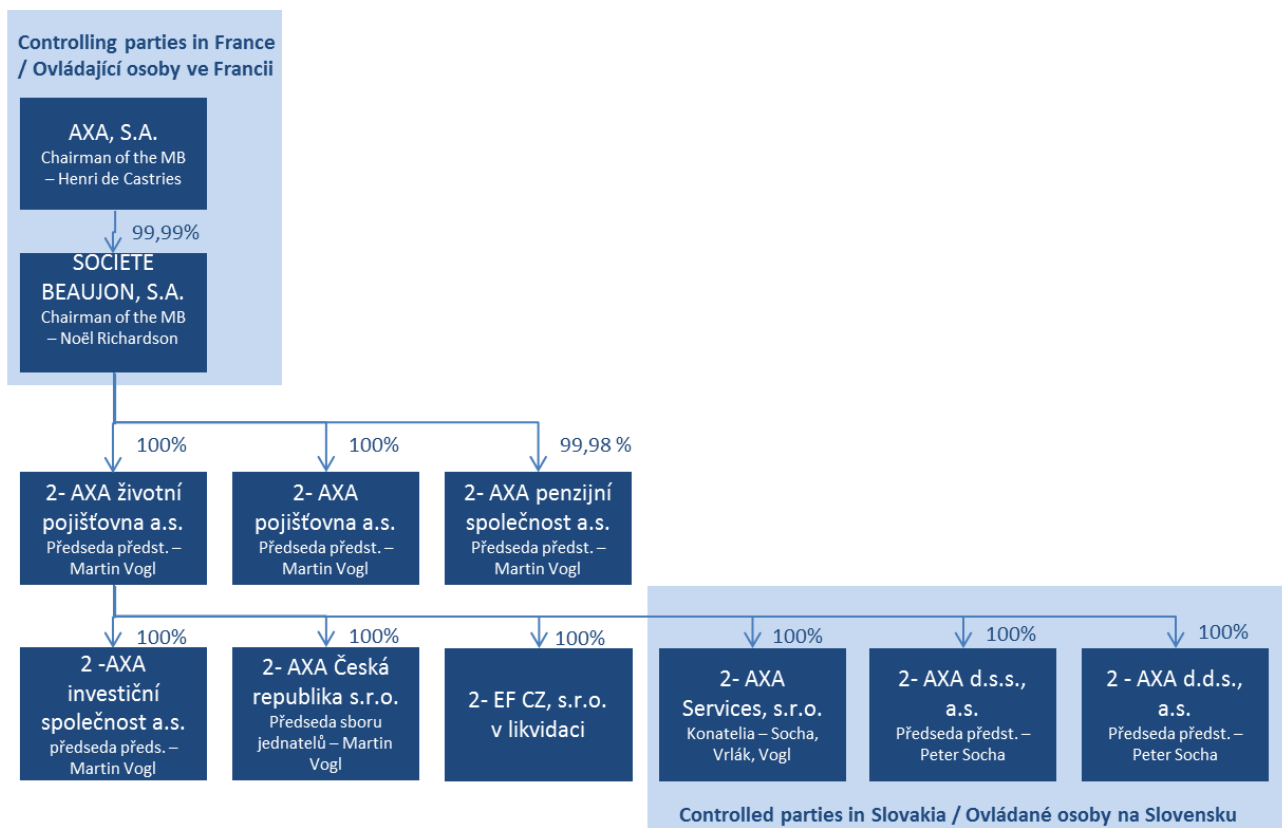 Controlling parties in France
/ Ovládající osoby ve Francii
AXA, S.A.
Chairman of the MB
– Henri de Castries
99,99%
SOCIETE
BEAUJON, S.A.
Chairman of the MB
– Noël Richardson
100%
100%
99,98 %
2- AXA životní
pojišťovna a.s.
Předseda předst. –
Martin Vogl
2- AXA
pojišťovna a.s.
Předseda předst. –
Martin Vogl
2- AXA penzijní
společnost a.s.
Předseda předst. –
Martin Vogl
100%
100%
100%
100%
100%
100%
2 -AXA
investiční
společnost a.s.
předseda předs. –
Martin Vogl
2- AXA Česká
republika s.r.o.
Předseda sboru
jednatelů – Martin
Vogl
2- EF CZ, s.r.o.
v likvidaci
2- AXA
Services, s.r.o.
Konatelia – Socha,
Vrlák, Vogl
2- AXA d.s.s.,
a.s.
Předseda předst. –
Peter Socha
2 - AXA d.d.s.,
a.s.
Předseda předst. –
Peter Socha
Controlled parties in Slovakia / Ovládané osoby na Slovensku